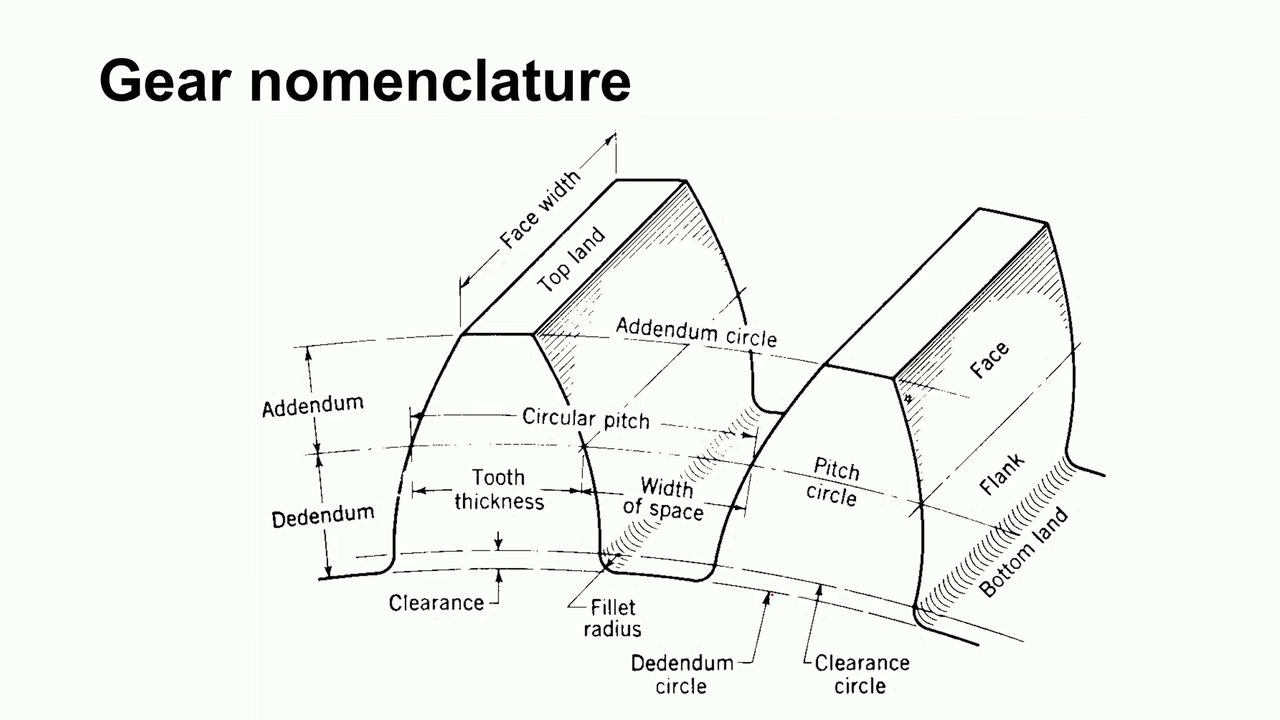 Gear nomenclature
Face width
Top land
Addendum circle
Face
Addendum
Circular pitch
Pitch
circle
Flank
Tooth
thickness
Width
of space
Dedendum
Bottom land
Clearance
Fillet
radius
Dedendum
circle
Clearance
circle